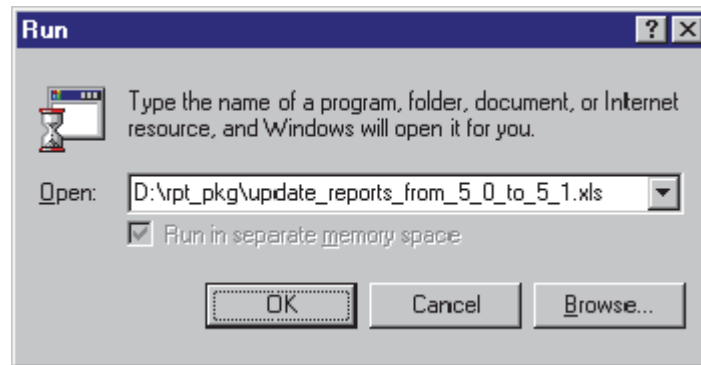 Run
Type the name of a program, folder, document, or Internet
resource, and Windows will open it for you.
Open: D:\rpt_pkg\update_reports_from_5_0_to_5_1.xls
Run in separate memory space
OK Cancel Browse...